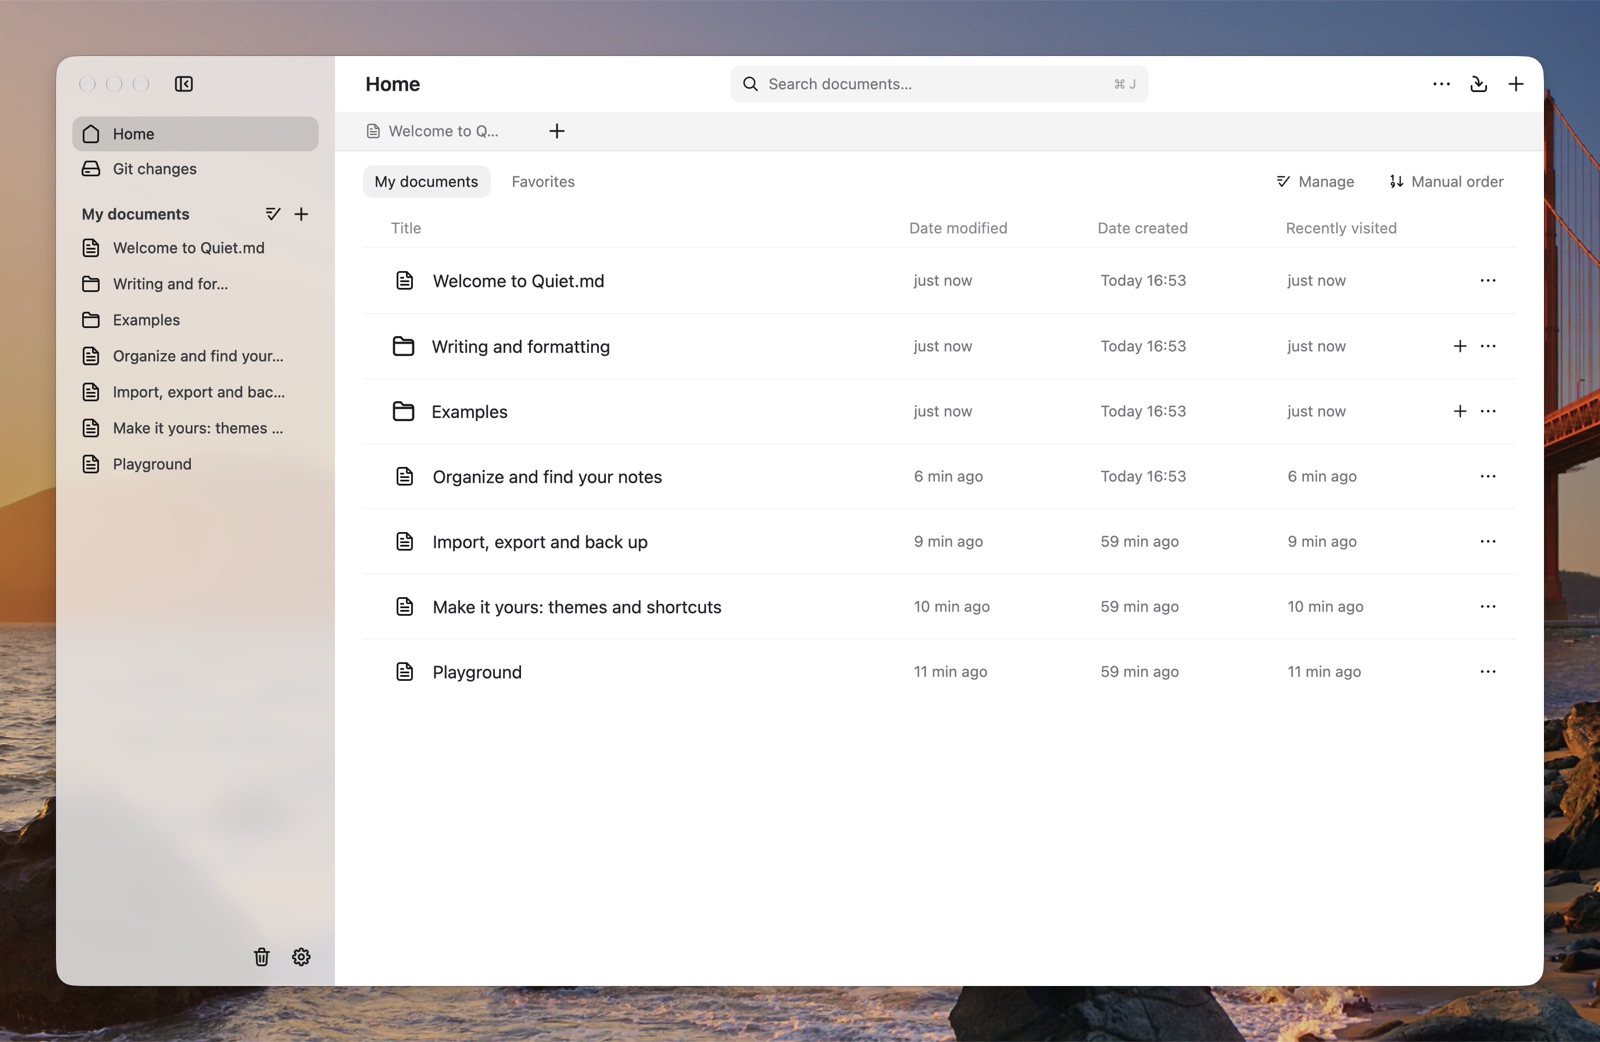 Home
Search documents...
⌘ J
Home
Git changes
My documents
Welcome to Quiet.md
Writing and for...
Examples
Organize and find your...
Import, export and bac...
Make it yours: themes ...
Playground
Welcome to Q...
My documents
Favorites
Manage
Manual order
Title Date modified Date created Recently visited
Welcome to Quiet.md just now Today 16:53 just now
Writing and formatting just now Today 16:53 just now
Examples just now Today 16:53 just now
Organize and find your notes 6 min ago Today 16:53 6 min ago
Import, export and back up 9 min ago 59 min ago 9 min ago
Make it yours: themes and shortcuts 10 min ago 59 min ago 10 min ago
Playground 11 min ago 59 min ago 11 min ago